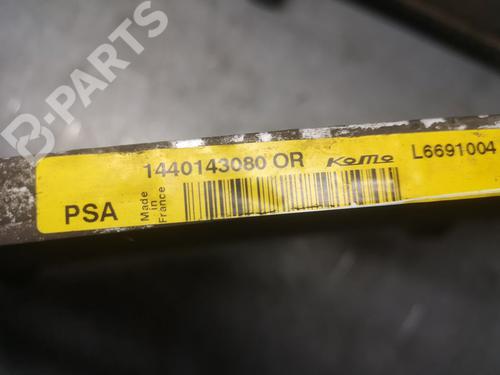 B-PARTS
1440143080 OR KOMO L6691004
PSA
Made
in
France